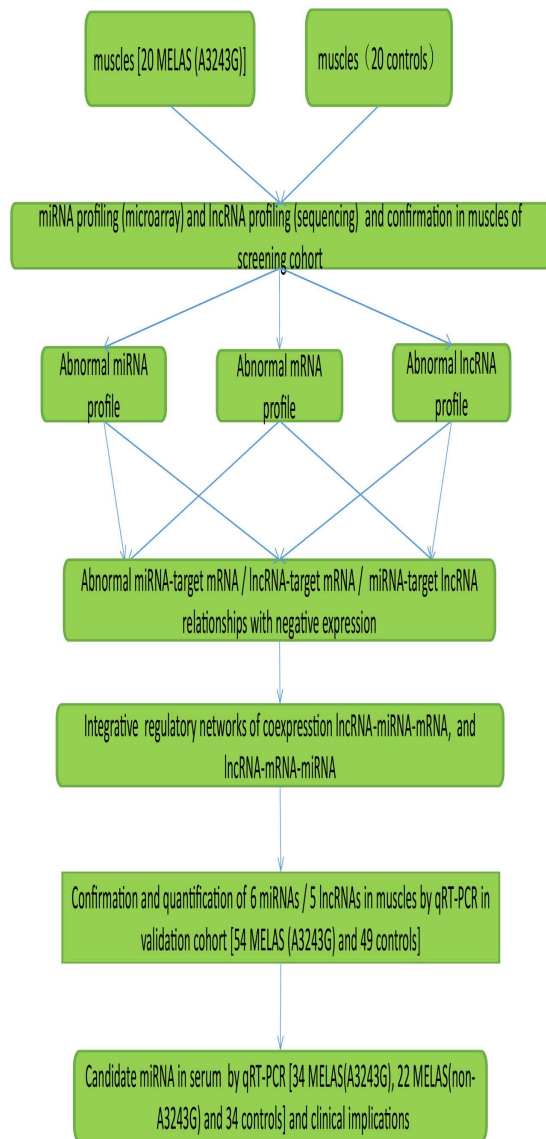 muscles [20 MELAS (A3243G)]
muscles（20 controls）
miRNA profiling (microarray) and lncRNA profiling (sequencing) and confirmation in muscles of
screening cohort
Abnormal miRNA
profile
Abnormal mRNA
profile
Abnormal lncRNA
profile
Abnormal miRNA-target mRNA / lncRNA-target mRNA / miRNA-target lncRNA
relationships with negative expression
Integrative regulatory networks of coexpresstion lncRNA-miRNA-mRNA, and
lncRNA-mRNA-miRNA
Confirmation and quantification of 6 miRNAs / 5 lncRNAs in muscles by qRT-PCR in
validation cohort [54 MELAS (A3243G) and 49 controls]
Candidate miRNA in serum by qRT-PCR [34 MELAS(A3243G), 22 MELAS(non-
A3243G) and 34 controls] and clinical implications